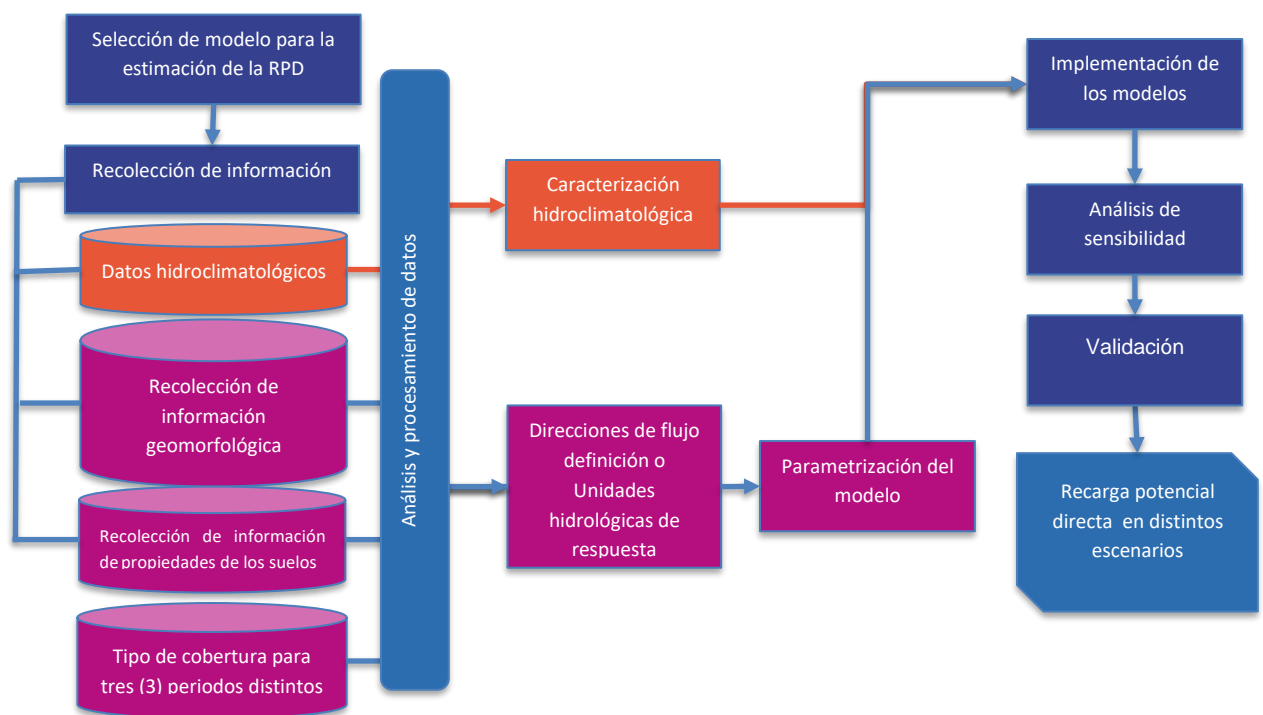 Selección de modelo para la
estimación de la RPD
Recolección de información
Datos hidroclimatológicos
Recolección de
información
geomorfológica
Recolección de información
de propiedades de los suelos
Tipo de cobertura para
tres (3) periodos distintos
Análisis y procesamiento de datos
Caracterización
hidroclimatológica
Direcciones de flujo
definición o
Unidades
hidrológicas de
respuesta
Parametrización del
modelo
Implementación de
los modelos
Análisis de
sensibilidad
Validación
Recarga potencial
directa en distintos
escenarios